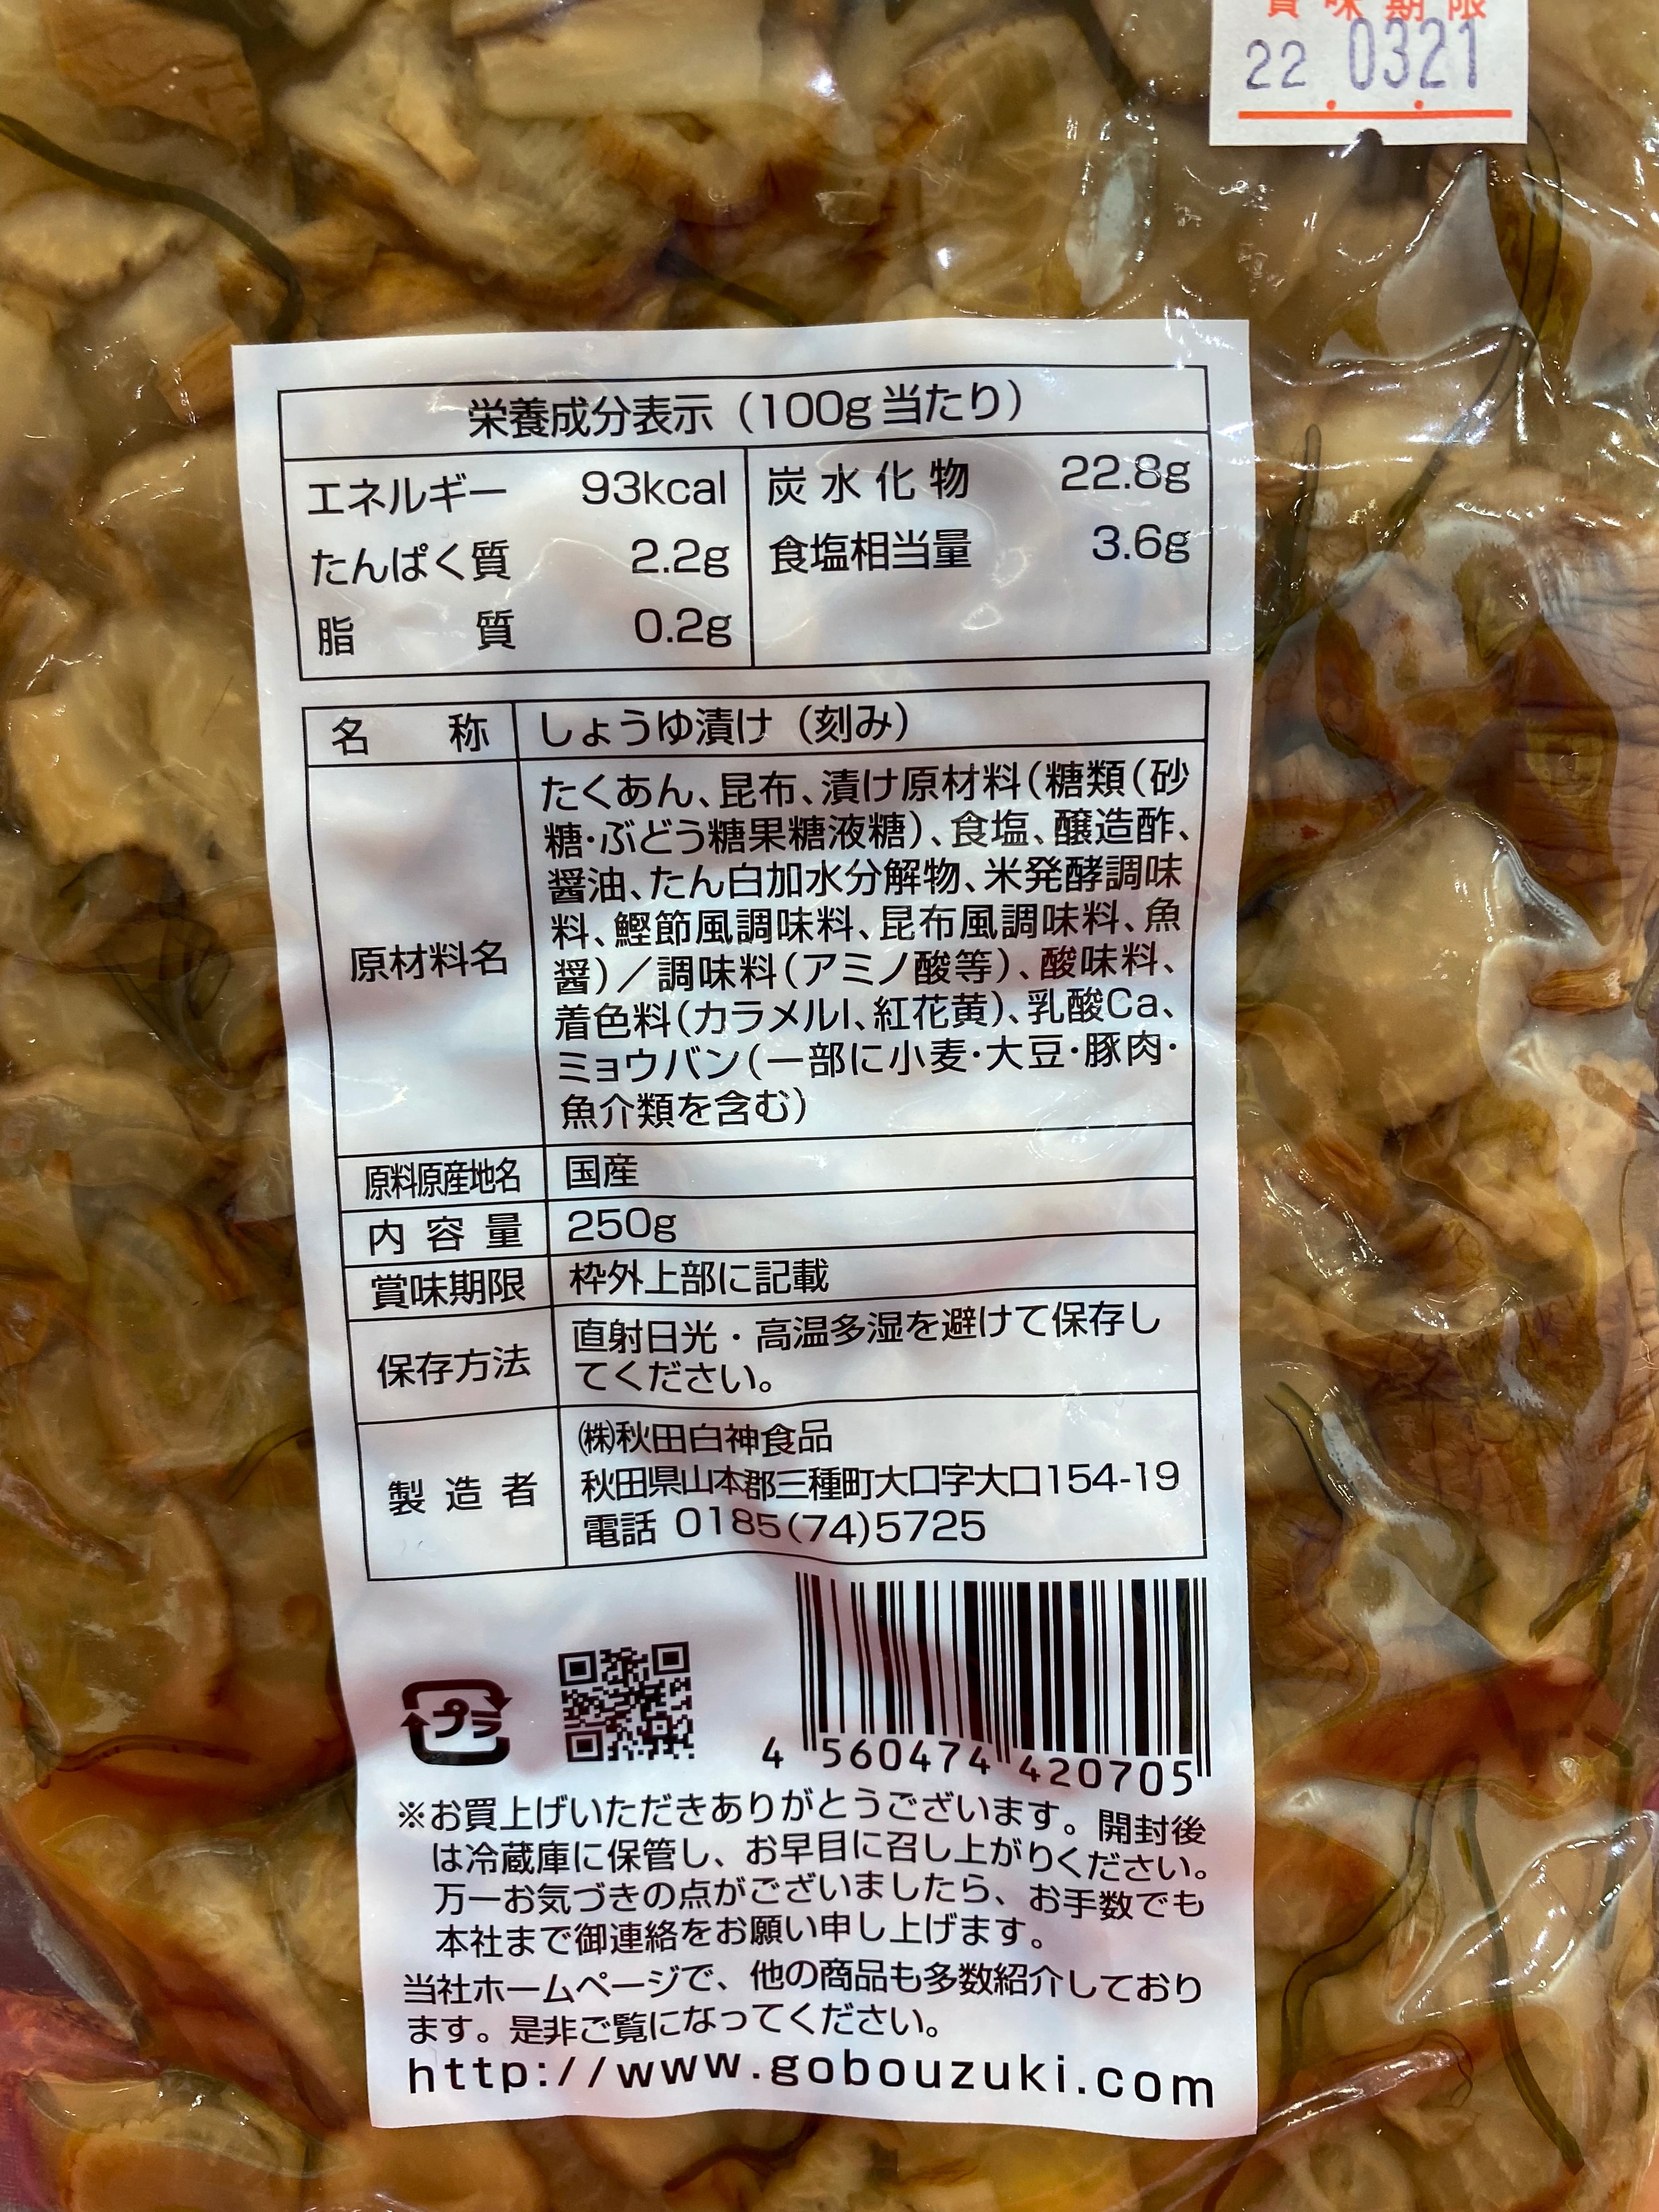 賞味期限
22.03.21
栄養成分表示（100g当たり）
エネルギー 93kcal 炭水化物 22.8g
たんぱく質 2.2g 食塩相当量 3.6g
脂質 0.2g
名称 しょうゆ漬け（刻み）
原材料名
たくあん、昆布、漬け原材料（糖類（砂
糖・ぶどう糖果糖液糖）、食塩、醸造酢、
醤油、たん白加水分解物、米発酵調味
料、鰹節風調味料、昆布風調味料、魚
醤）／調味料（アミノ酸等）、酸味料、
着色料（カラメルI、紅花黄）、乳酸Ca、
ミョウバン（一部に小麦・大豆・豚肉・
魚介類を含む）
原料原産地名 国産
内容量 250g
賞味期限 枠外上部に記載
保存方法
直射日光・高温多湿を避けて保存し
てください。
製造者
㈱秋田白神食品
秋田県山本郡三種町大口字大口154-19
電話 0185(74)5725
プラ
4 560474 420705
※お買上げいただきありがとうございます。開封後
は冷蔵庫に保管し、お早目に召し上がりください。
万一お気づきの点がございましたら、お手数でも
本社まで御連絡をお願い申し上げます。
当社ホームページで、他の商品も多数紹介しており
ます。是非ご覧になってください。
http://www.gobouzuki.com